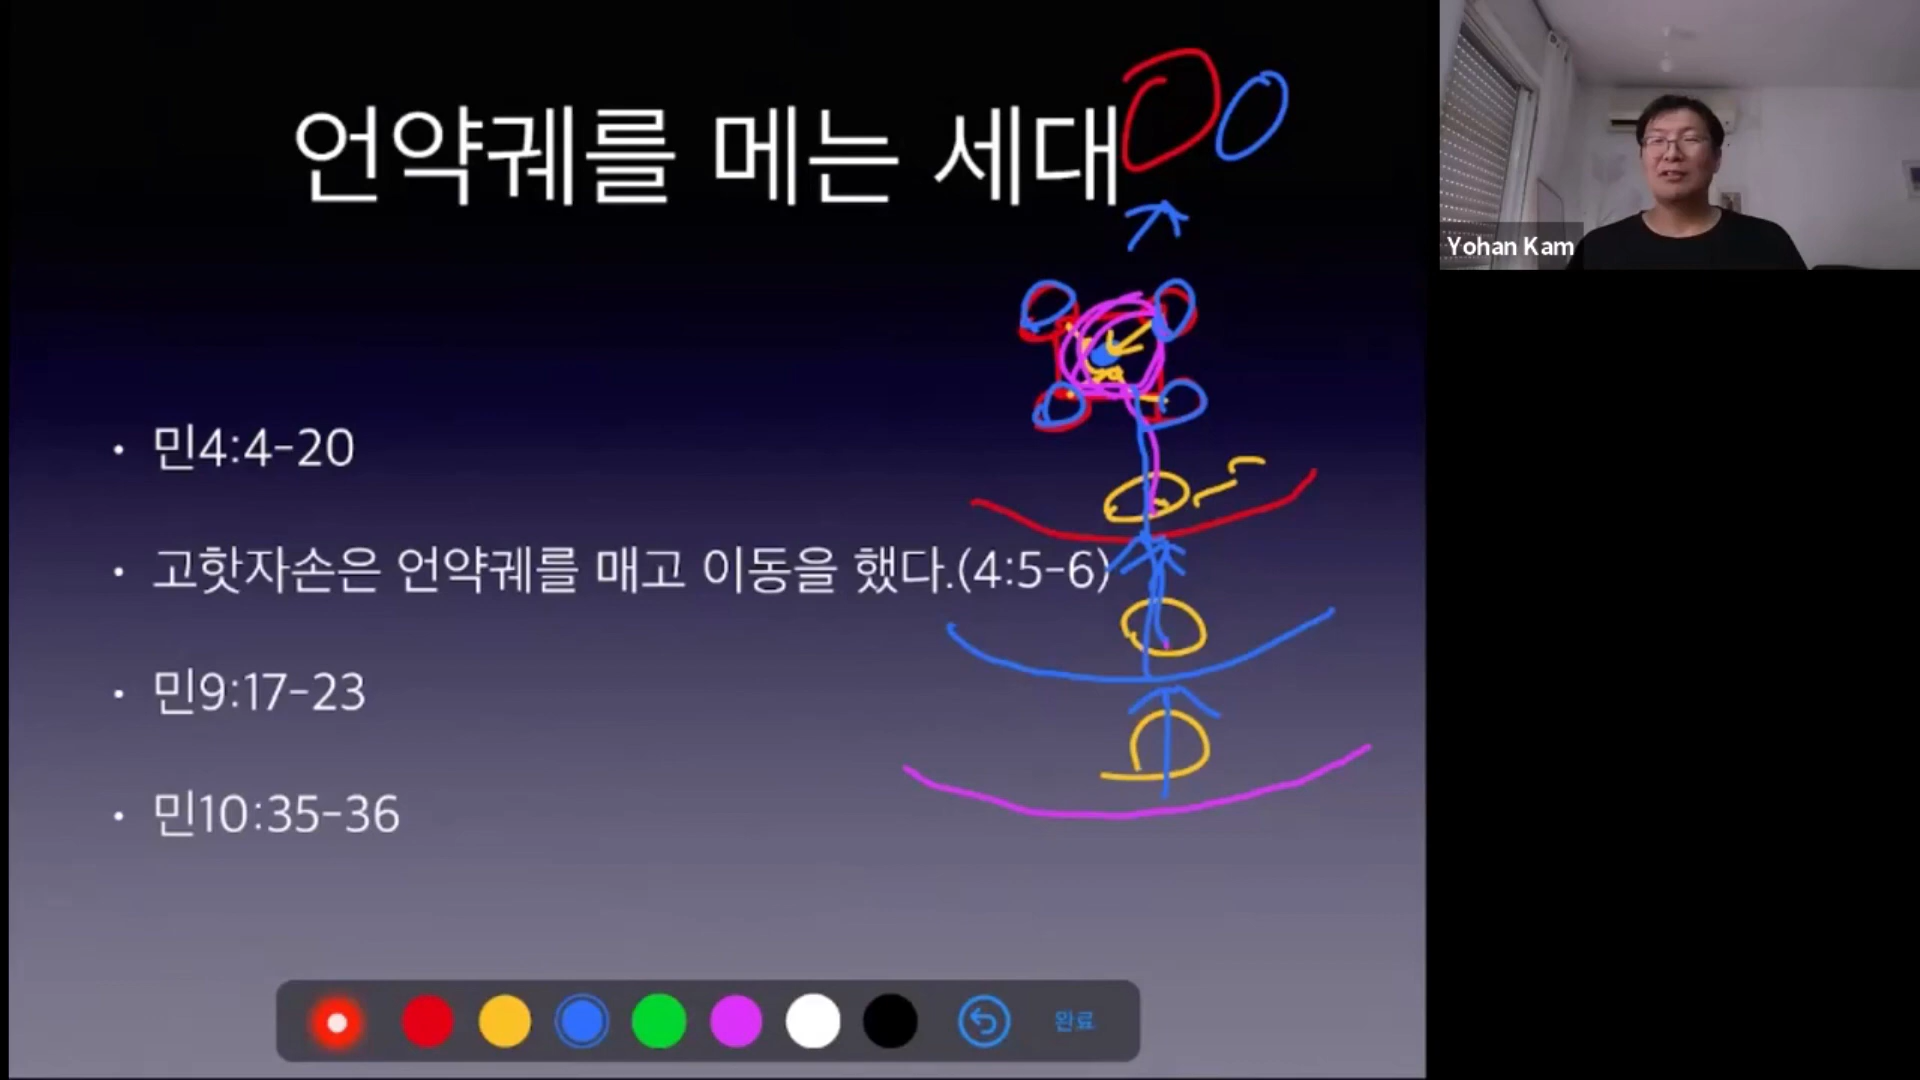 언약궤를 메는 세대
Yohan Kam
• 민4:4-20
• 고핫자손은 언약궤를 매고 이동을 했다.(4:5-6)
• 민9:17-23
• 민10:35-36
완료